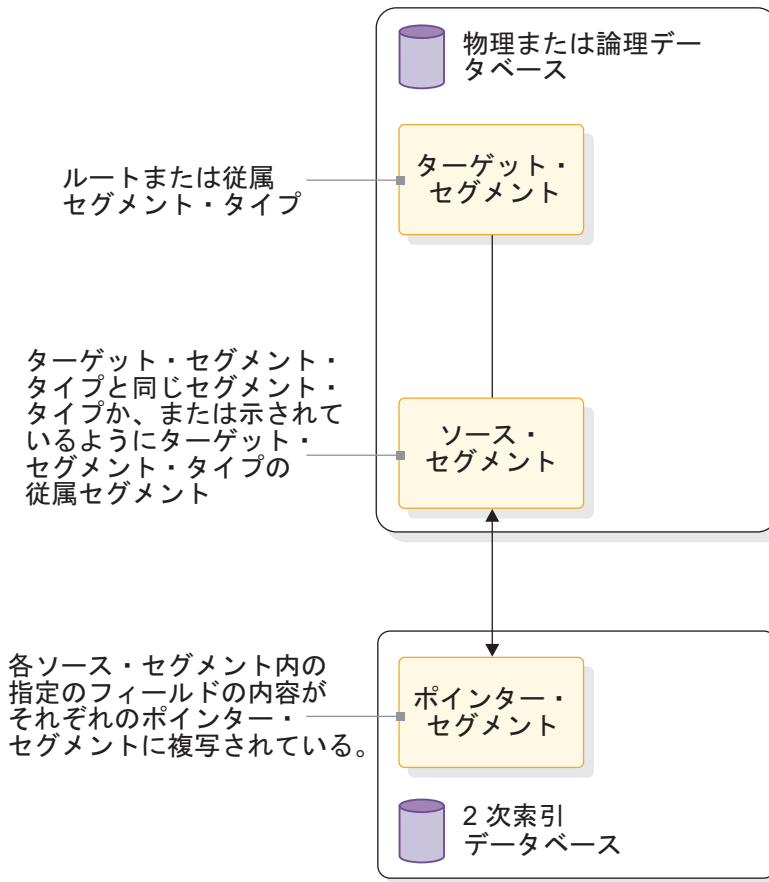 物理または論理デー
タベース
ターゲット・
セグメント
ルートまたは従属
セグメント・タイプ
ターゲット・セグメント・
タイプと同じセグメント・
タイプか、または示されて
いるようにターゲット・
セグメント・タイプの
従属セグメント
ソース・
セグメント
各ソース・セグメント内の
指定のフィールドの内容が
それぞれのポインター・
セグメントに複写されている。
ポインター・
セグメント
2 次索引
データベース